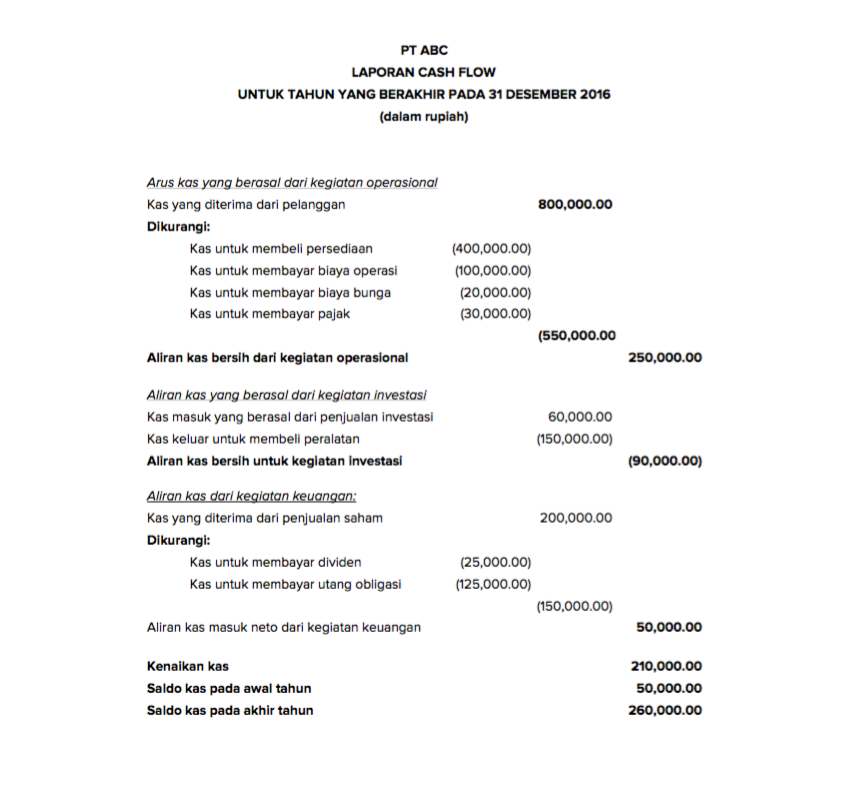 PT ABC
LAPORAN CASH FLOW
UNTUK TAHUN YANG BERAKHIR PADA 31 DESEMBER 2016
(dalam rupiah)
Arus kas yang berasal dari kegiatan operasional
Kas yang diterima dari pelanggan 800,000.00
Dikurangi:
Kas untuk membeli persediaan (400,000.00)
Kas untuk membayar biaya operasi (100,000.00)
Kas untuk membayar biaya bunga (20,000.00)
Kas untuk membayar pajak (30,000.00)
(550,000.00
Aliran kas bersih dari kegiatan operasional 250,000.00
Aliran kas yang berasal dari kegiatan investasi
Kas masuk yang berasal dari penjualan investasi 60,000.00
Kas keluar untuk membeli peralatan (150,000.00)
Aliran kas bersih untuk kegiatan investasi (90,000.00)
Aliran kas dari kegiatan keuangan:
Kas yang diterima dari penjualan saham 200,000.00
Dikurangi:
Kas untuk membayar dividen (25,000.00)
Kas untuk membayar utang obligasi (125,000.00)
(150,000.00)
Aliran kas masuk neto dari kegiatan keuangan 50,000.00
Kenaikan kas 210,000.00
Saldo kas pada awal tahun 50,000.00
Saldo kas pada akhir tahun 260,000.00